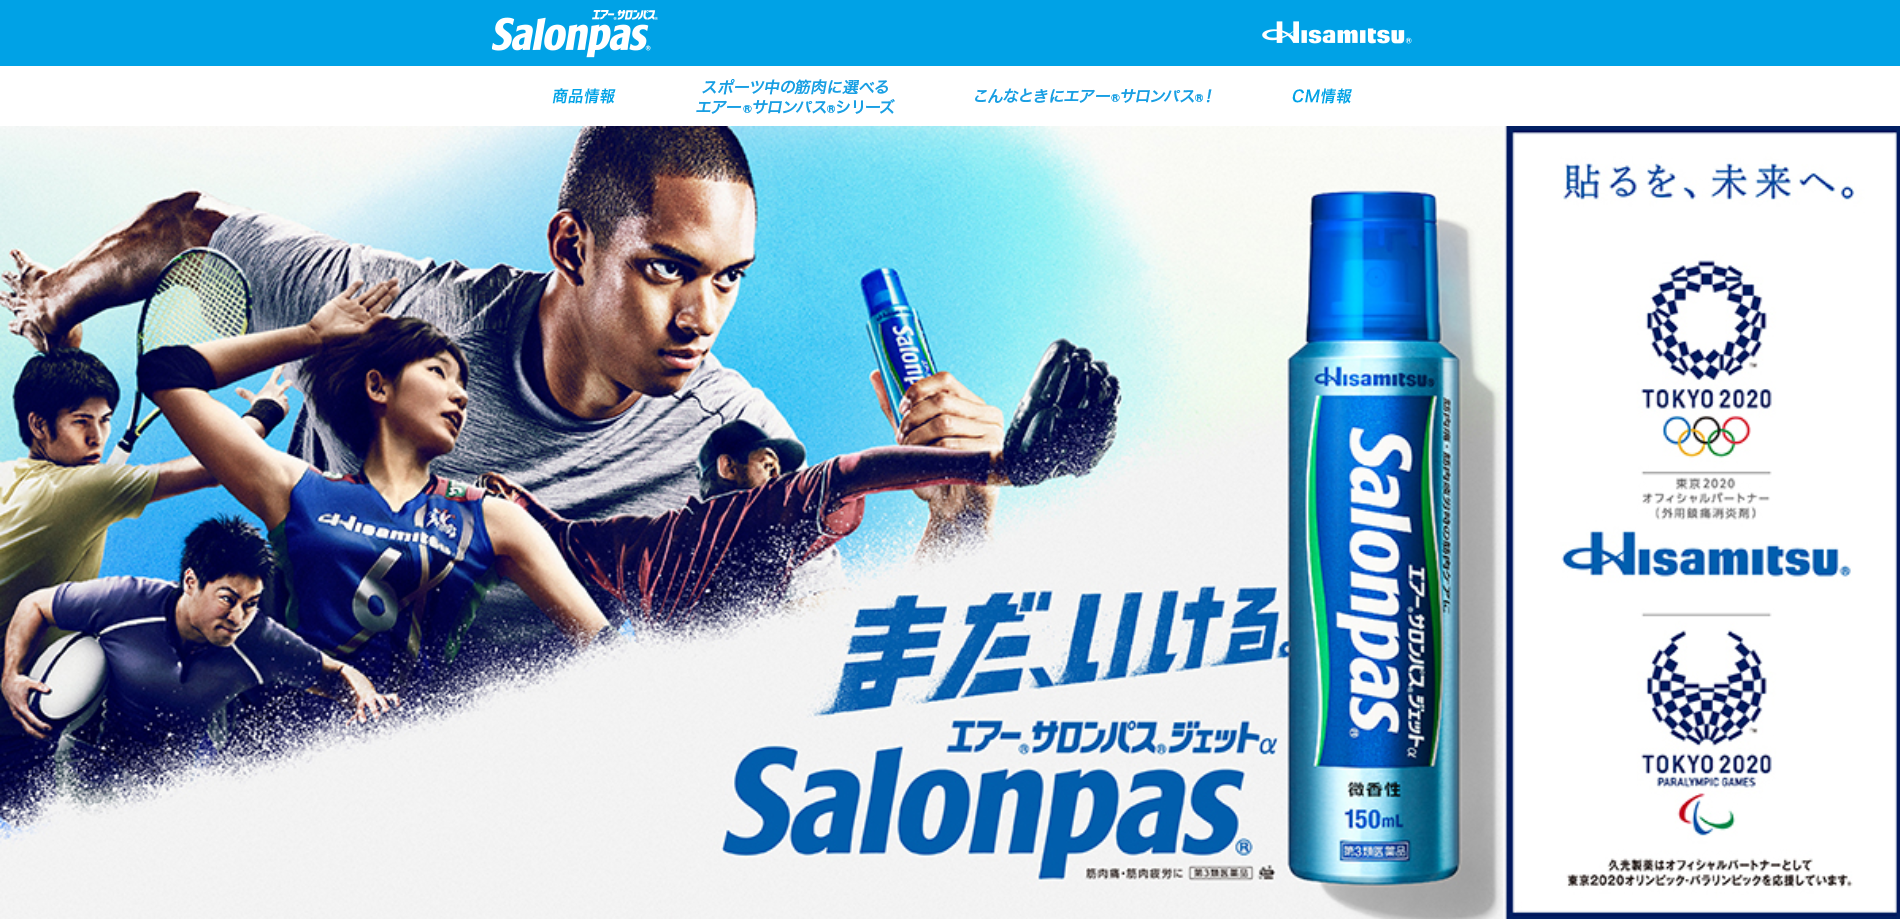 エアー®サロンパス®
Salonpas®
Hisamitsu®
商品情報
スポーツ中の筋肉に選べる
エアー®サロンパス®シリーズ
こんなときにエアー®サロンパス®!
CM情報
Salonp
Hisamitsu
6
まだ、いける。
エアー®サロンパス®ジェットα
Salonpas®
筋肉痛・筋肉疲労に 第3類医薬品
Hisamitsu®
Salonpas®
エアー®サロンパス®ジェットα
微香性
150mL
第3類医薬品
貼るを、未来へ。
TM
TOKYO 2020
東京2020
オフィシャルパートナー
(外用鎮痛消炎剤)
Hisamitsu®
TM
TOKYO 2020
PARALYMPIC GAMES
久光製薬はオフィシャルパートナーとして
東京2020オリンピック・パラリンピックを応援しています。